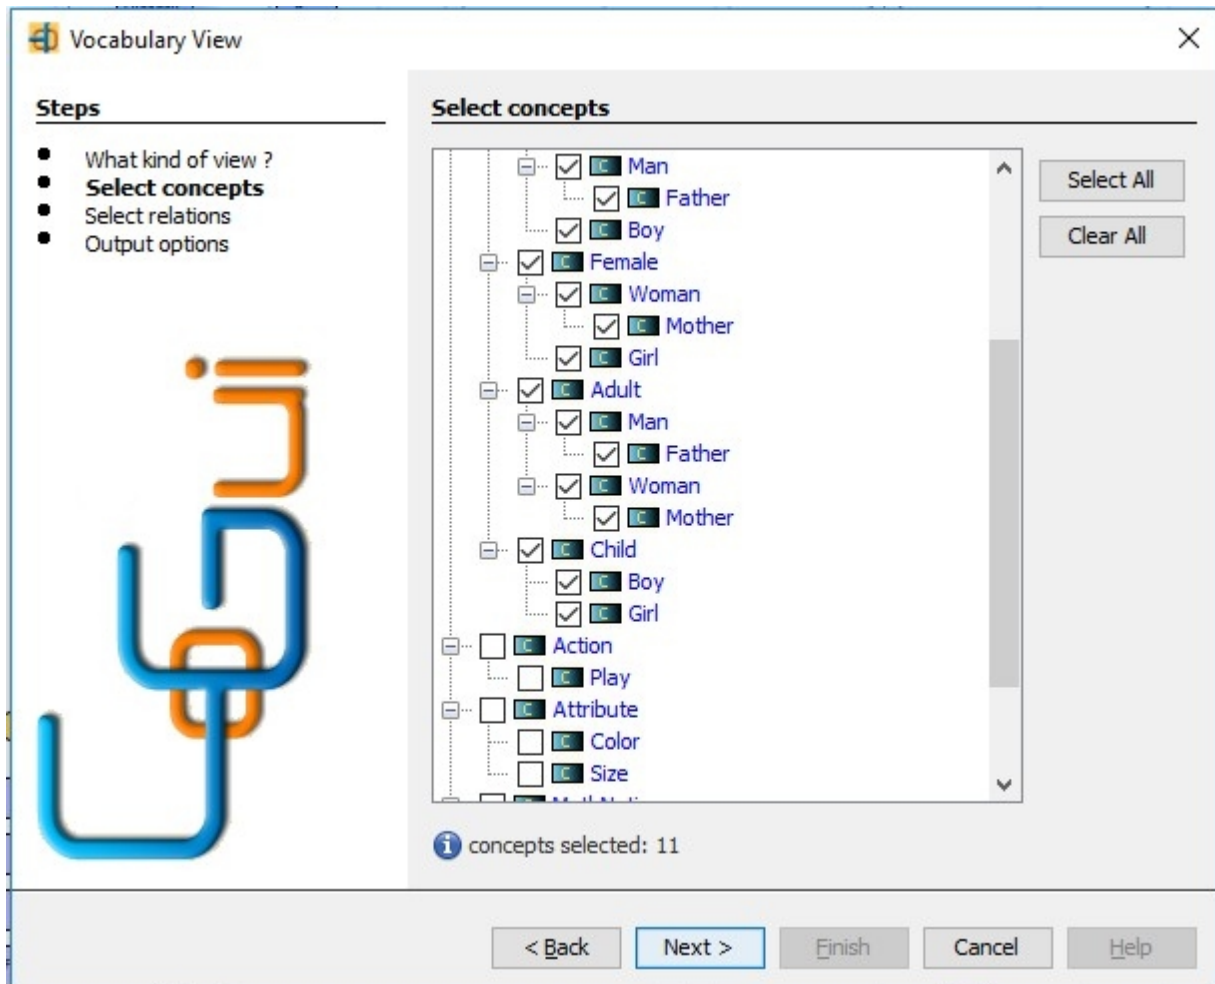 Vocabulary View
Steps
What kind of view ?
Select concepts
Select relations
Output options
Select concepts
Man
Father
Boy
Female
Woman
Mother
Girl
Adult
Man
Father
Woman
Mother
Child
Boy
Girl
Action
Play
Attribute
Color
Size
Select All
Clear All
concepts selected: 11
< Back
Next >
Finish
Cancel
Help